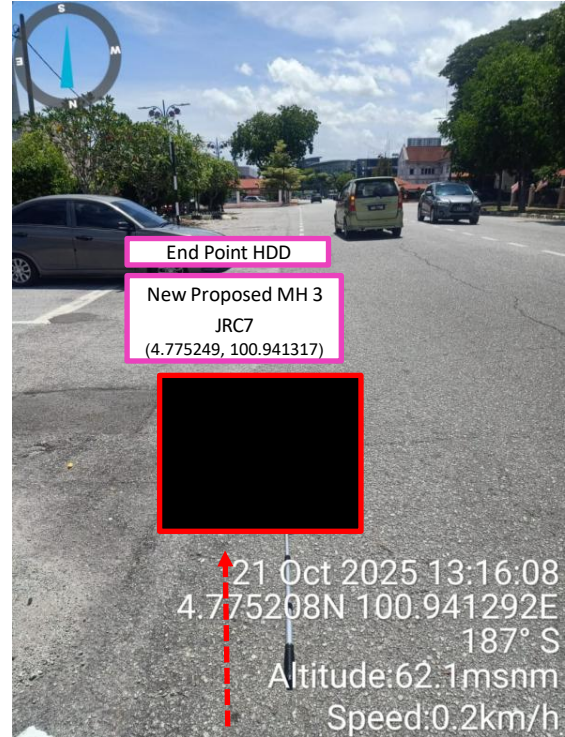 S
W
E
N
End Point HDD
New Proposed MH 3
JRC7
(4.775249, 100.941317)
21 Oct 2025 13:16:08
4.775208N 100.941292E
187° S
Altitude:62.1msnm
Speed:0.2km/h